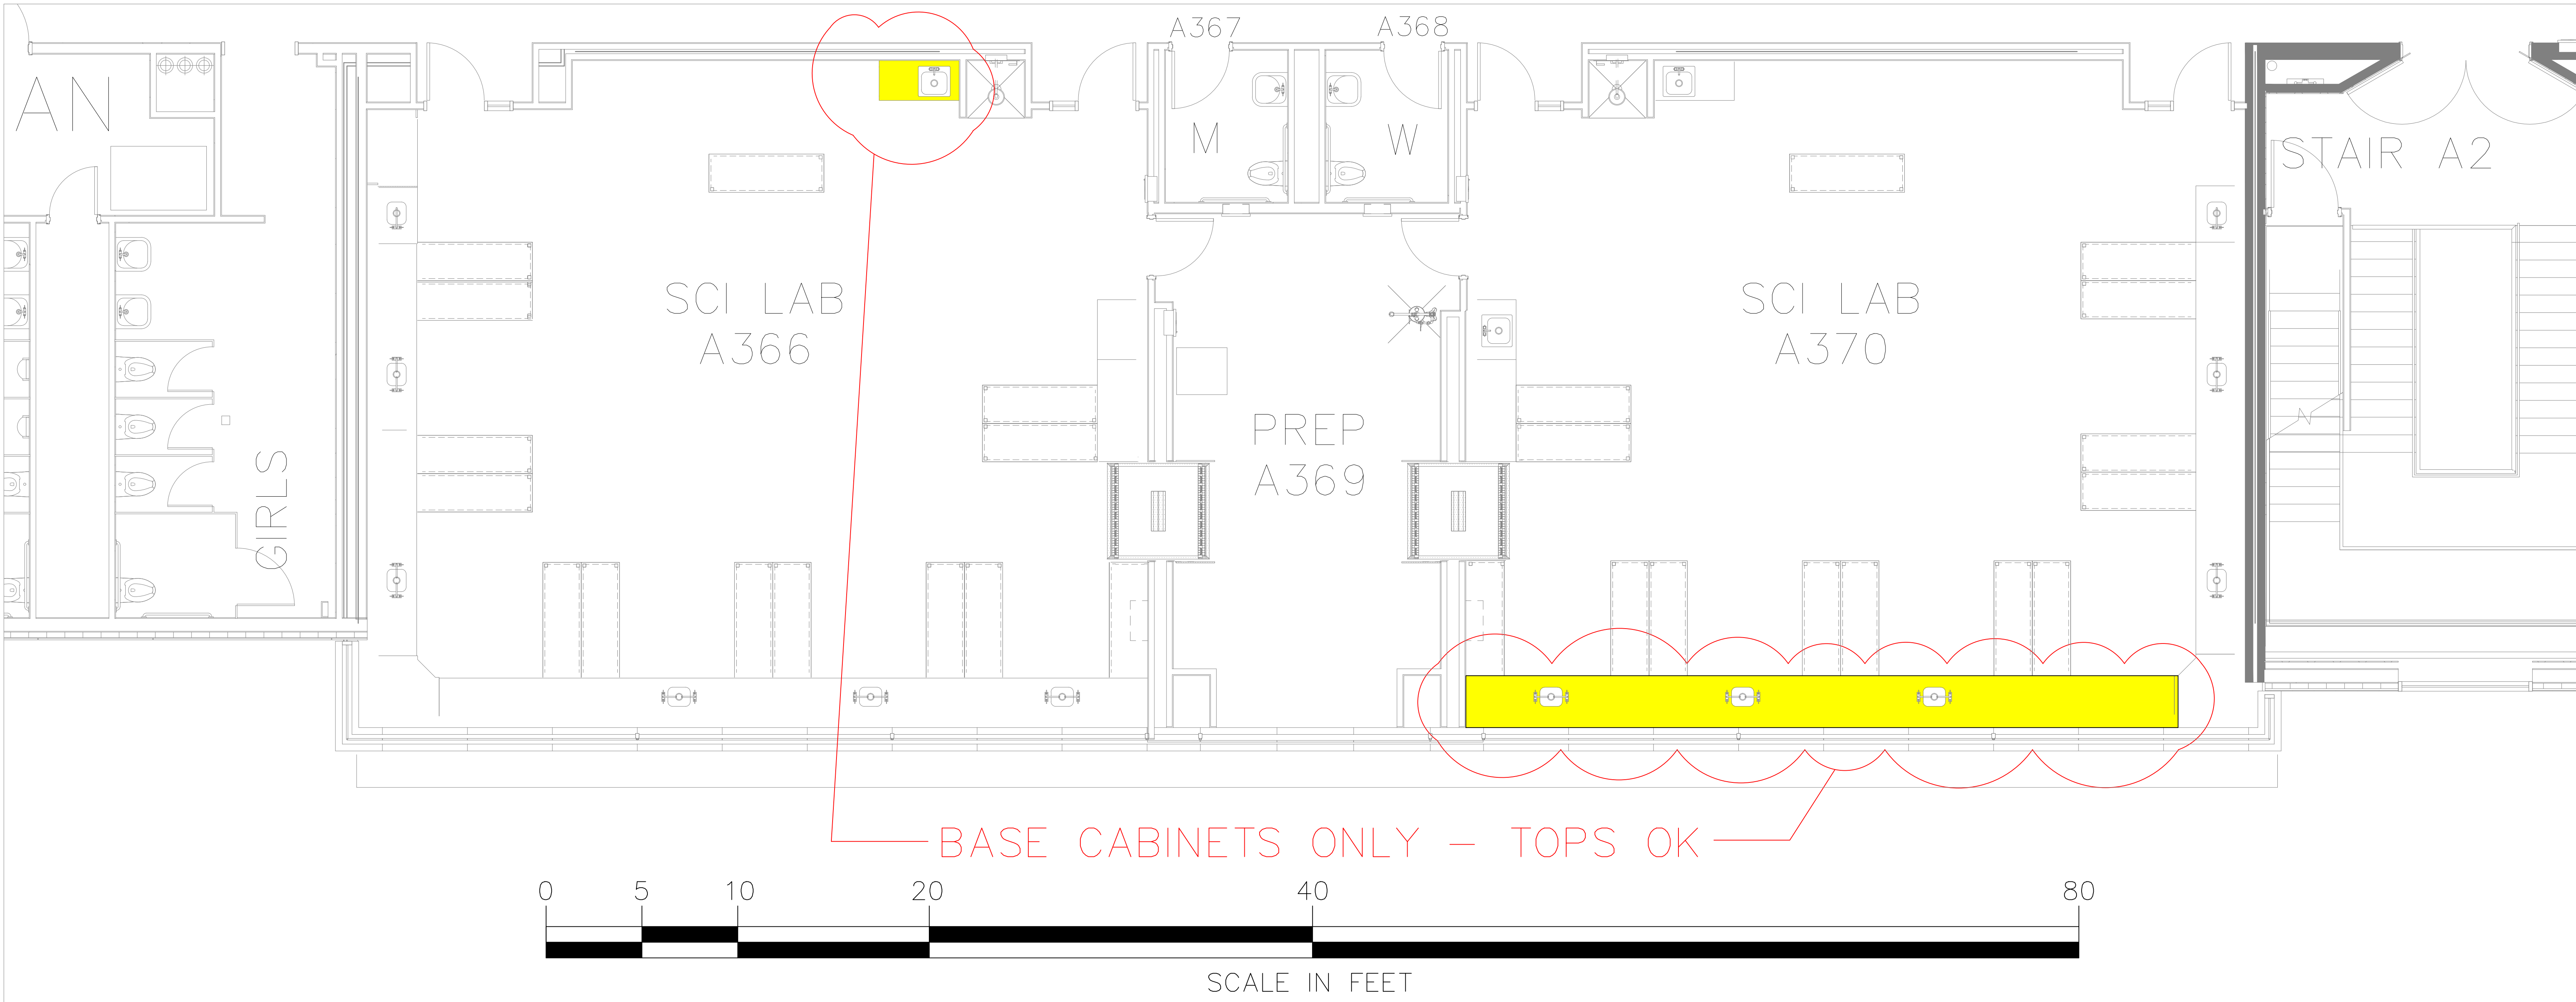 A367
A368
AN
M
W
STAIR A2
SCI LAB
A366
SCI LAB
A370
PREP
A369
GIRLS
N
BASE CABINETS ONLY – TOPS OK
0 5 10 20 40 80
SCALE IN FEET